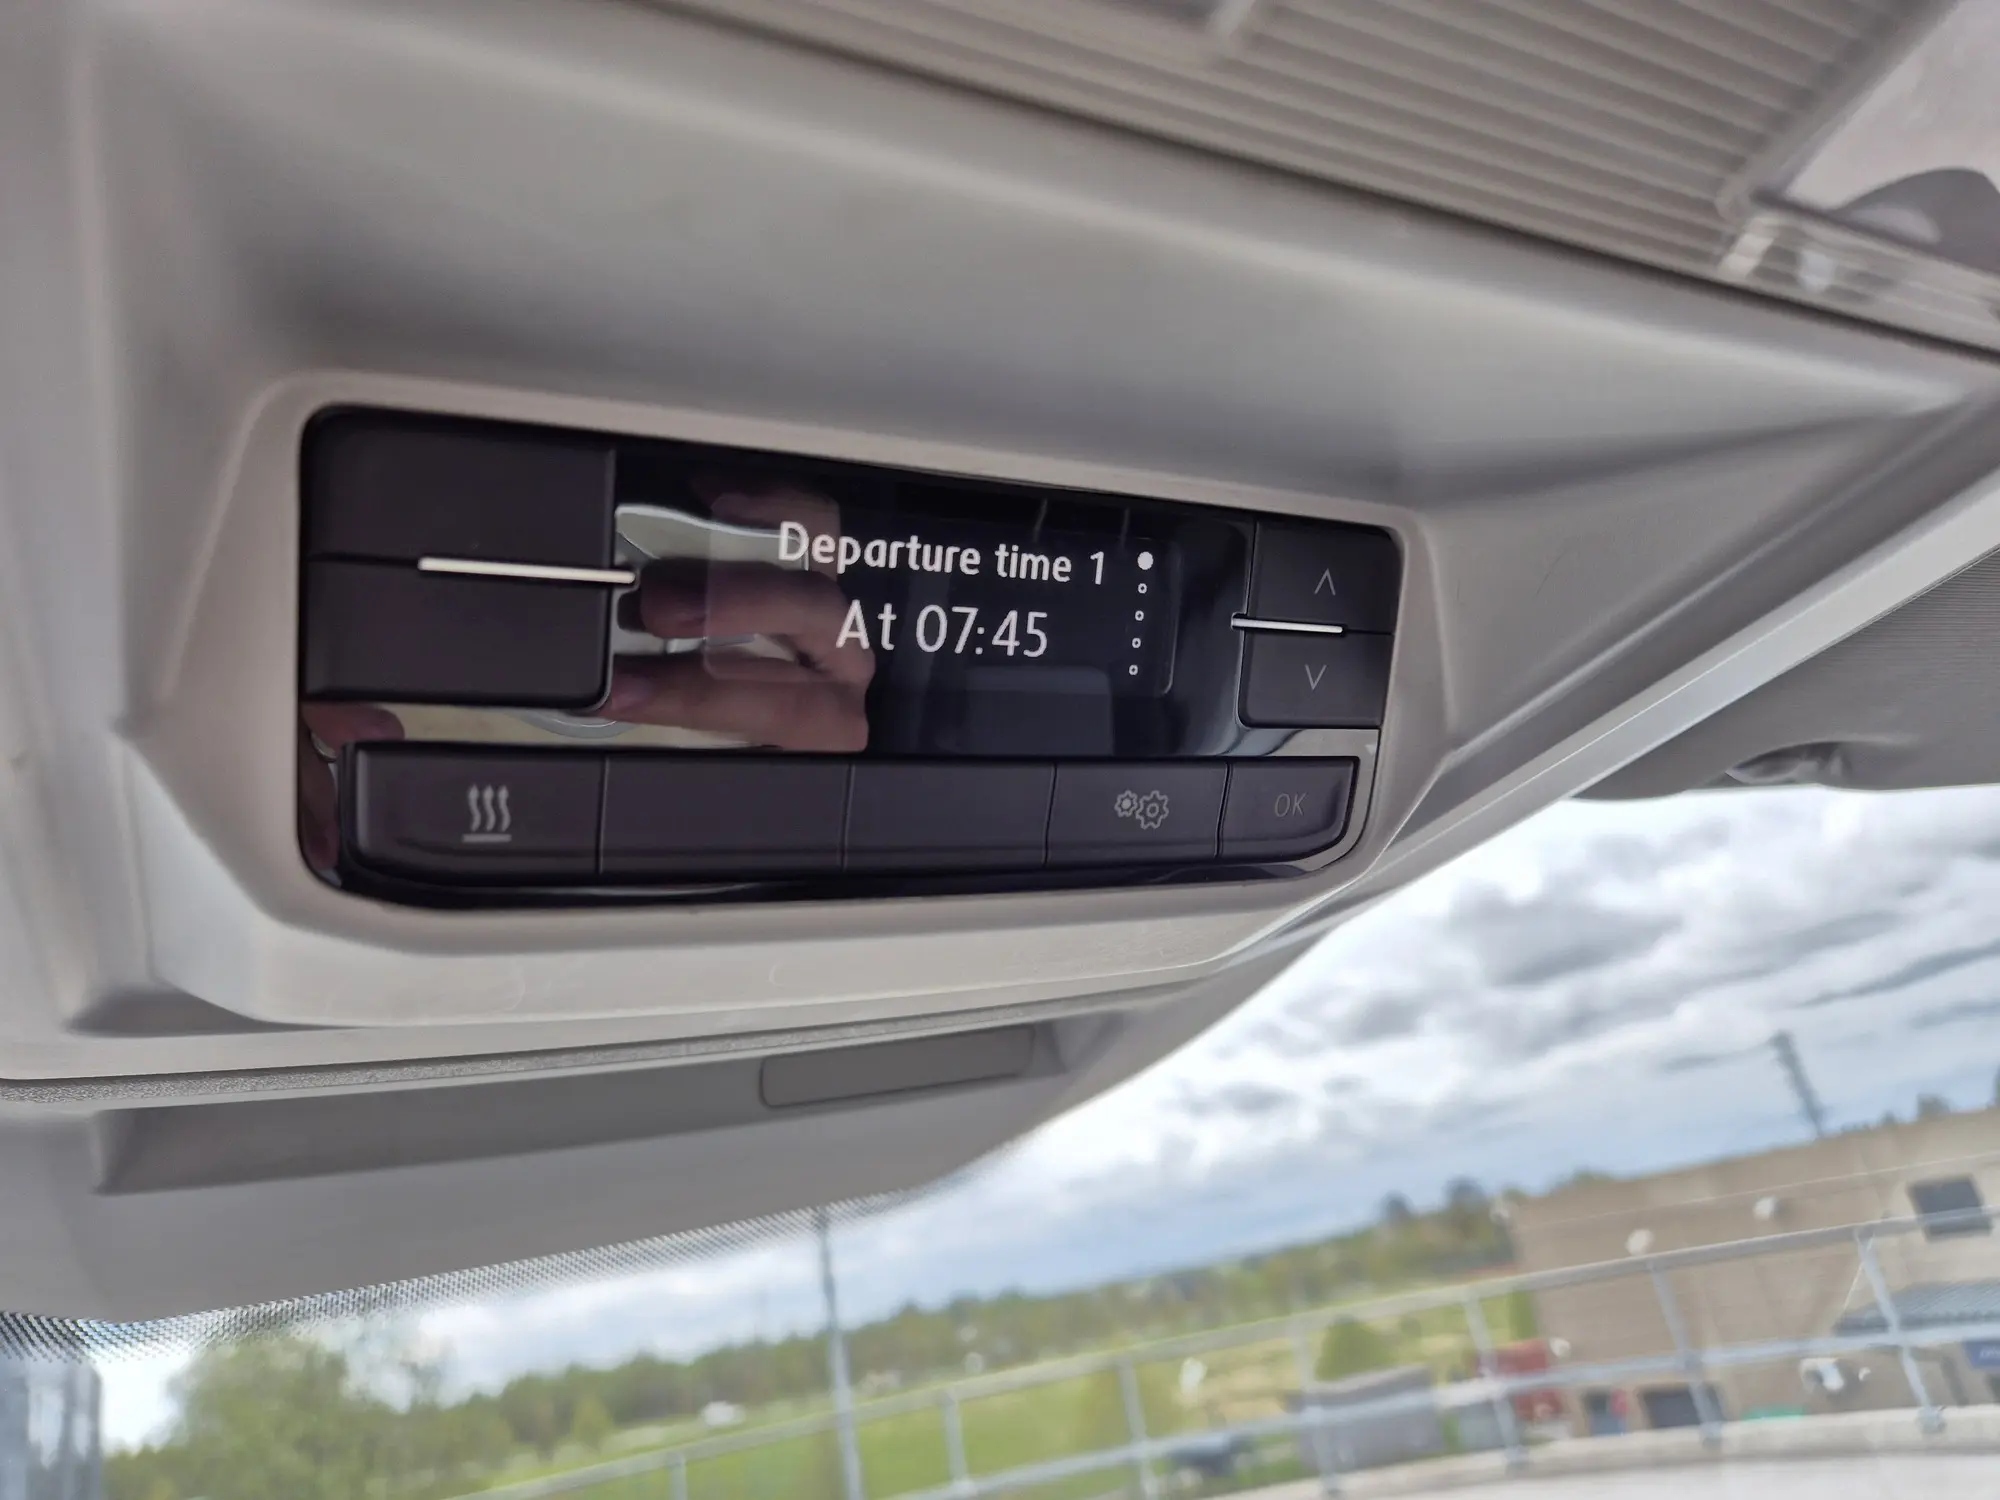 Departure time 1
At 07:45
OK